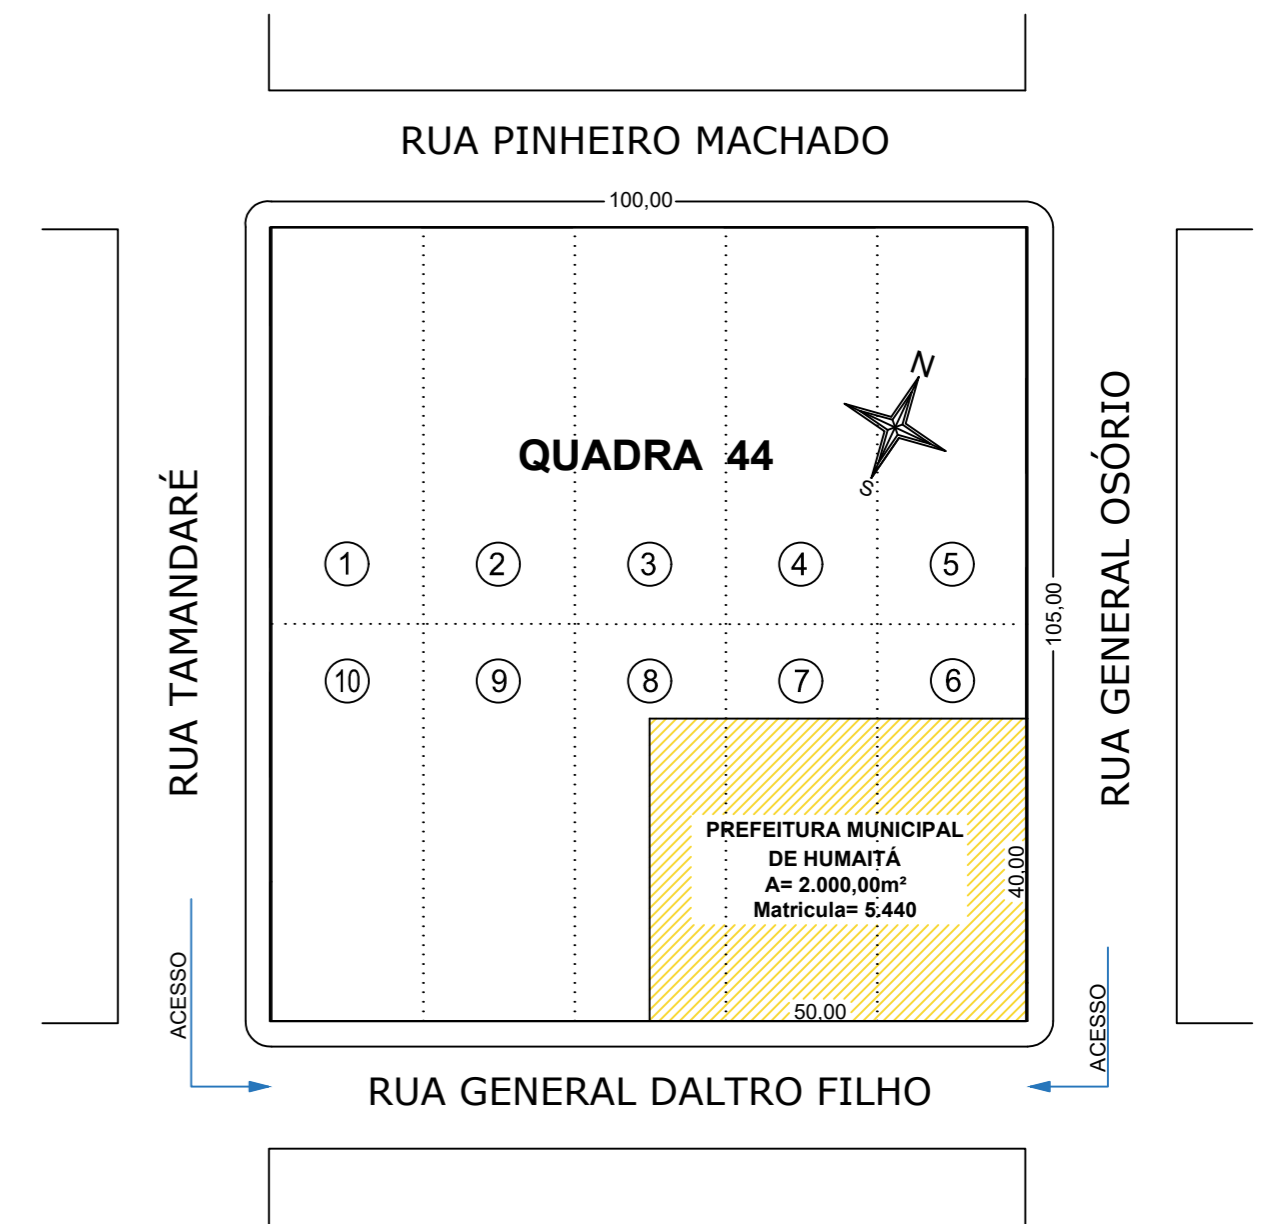 RUA PINHEIRO MACHADO
100,00
N
QUADRA 44
S
RUA TAMANDARÉ
RUA GENERAL OSÓRIO
1 2 3 4 5
105,00
10 9 8 7 6
PREFEITURA MUNICIPAL
DE HUMAITÁ
A= 2.000,00m²
Matricula= 5.440
40,00
50,00
ACESSO
ACESSO
RUA GENERAL DALTRO FILHO